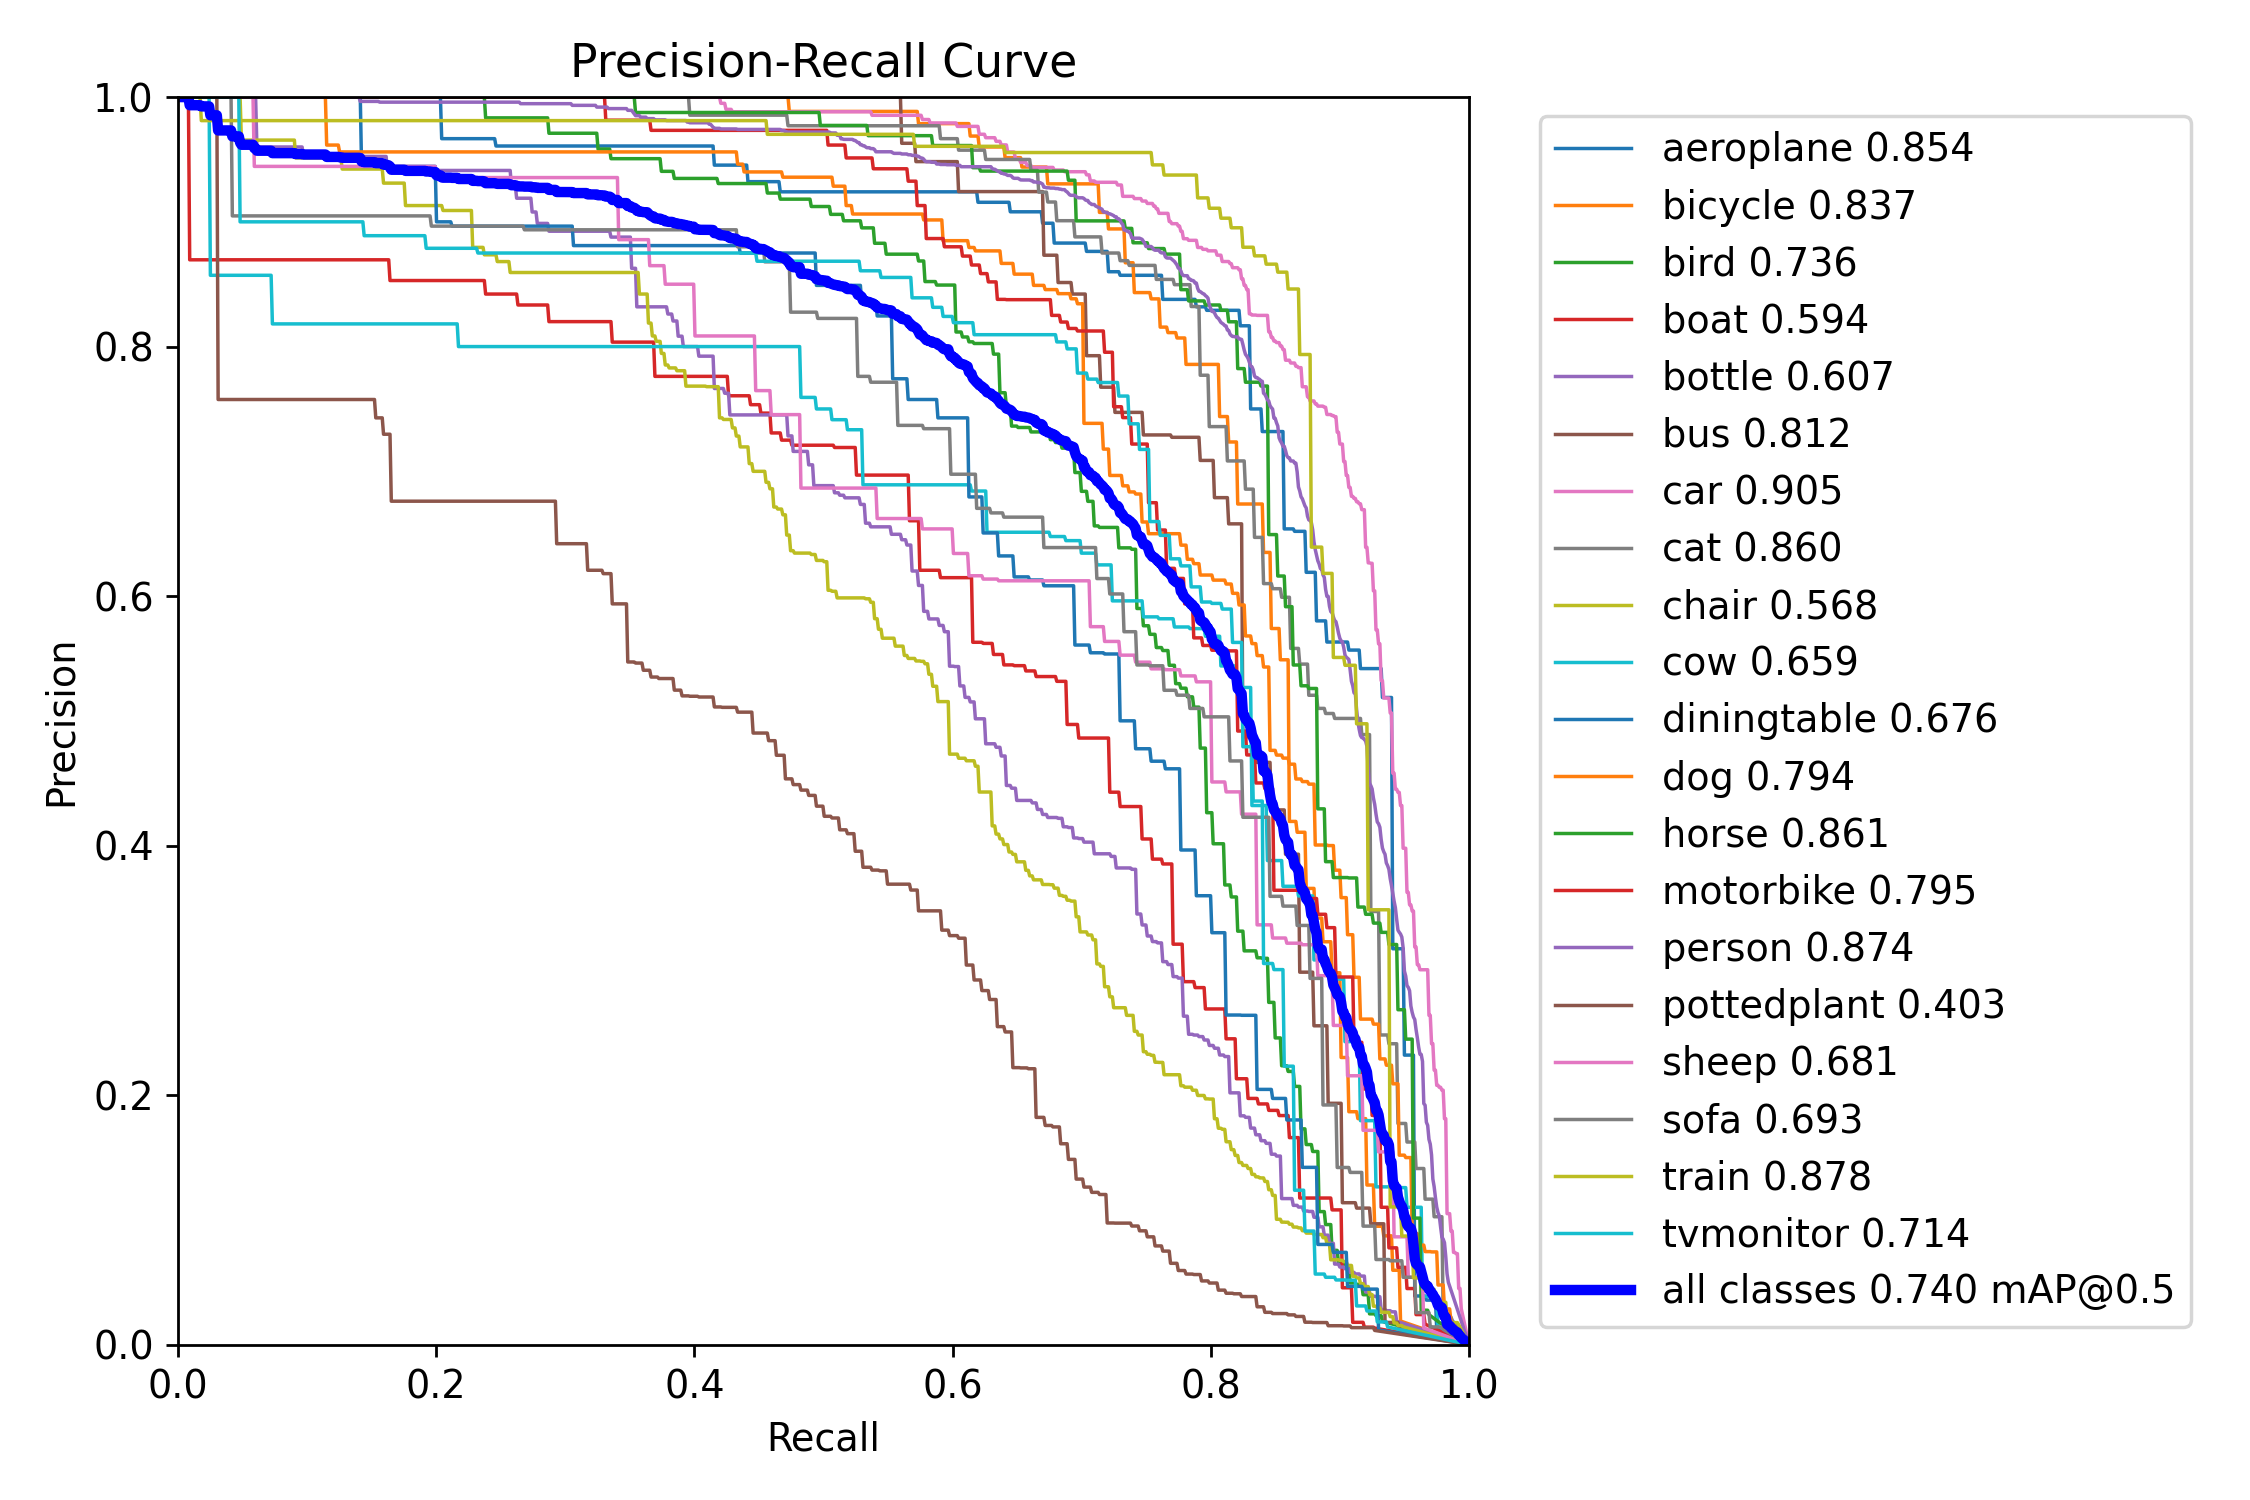 Precision-Recall Curve
1.0
0.8
0.6
0.4
0.2
0.0
Precision
0.0 0.2 0.4 0.6 0.8 1.0
Recall
aeroplane 0.854
bicycle 0.837
bird 0.736
boat 0.594
bottle 0.607
bus 0.812
car 0.905
cat 0.860
chair 0.568
cow 0.659
diningtable 0.676
dog 0.794
horse 0.861
motorbike 0.795
person 0.874
pottedplant 0.403
sheep 0.681
sofa 0.693
train 0.878
tvmonitor 0.714
all classes 0.740 mAP@0.5